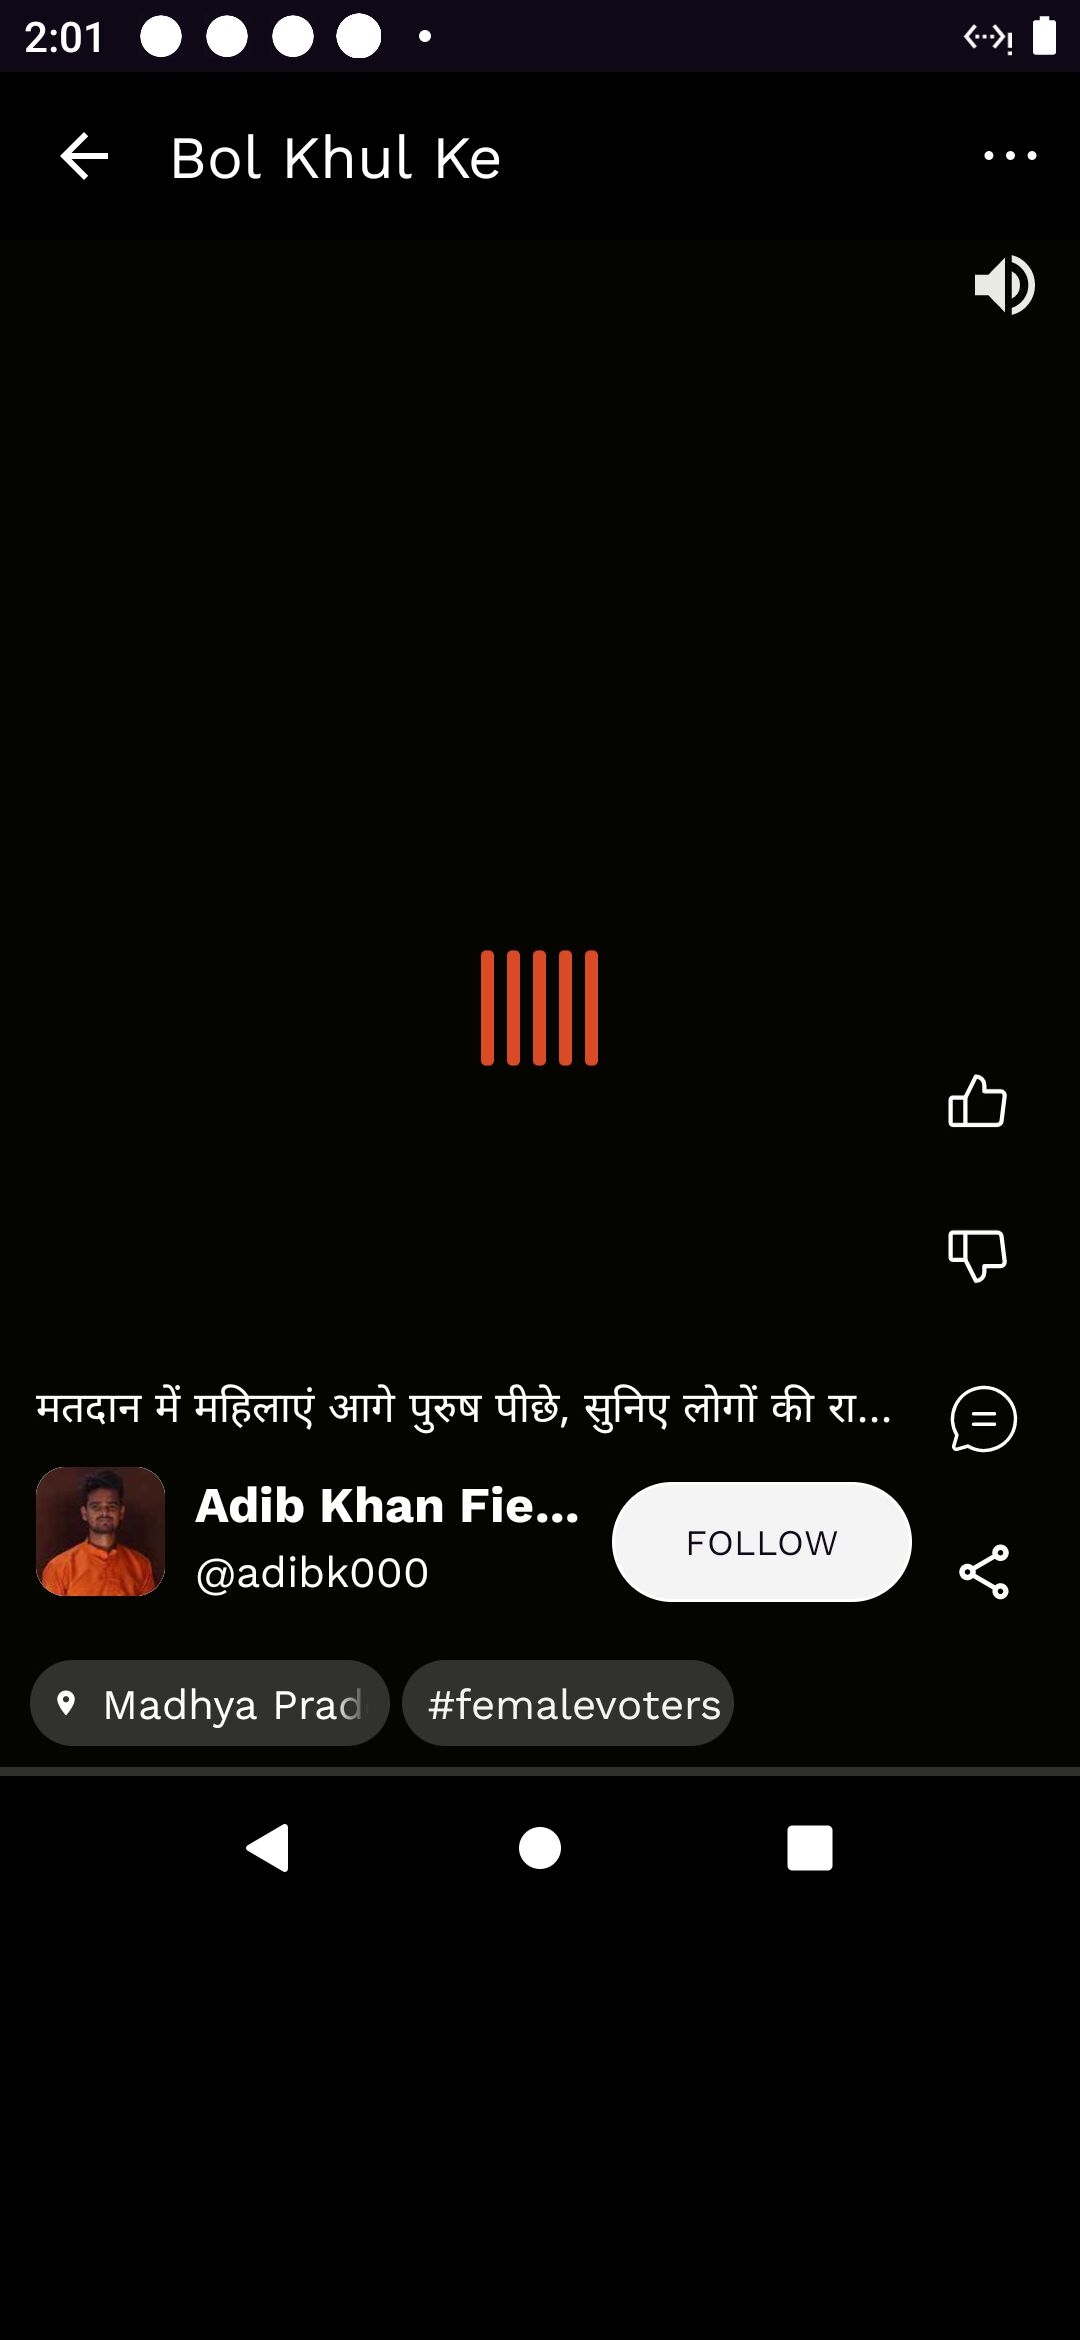 2:01
Bol Khul Ke
मतदान में महिलाएं आगे पुरुष पीछे, सुनिए लोगों की रा...
Adib Khan Fie...
@adibk000
FOLLOW
Madhya Prad
#femalevoters